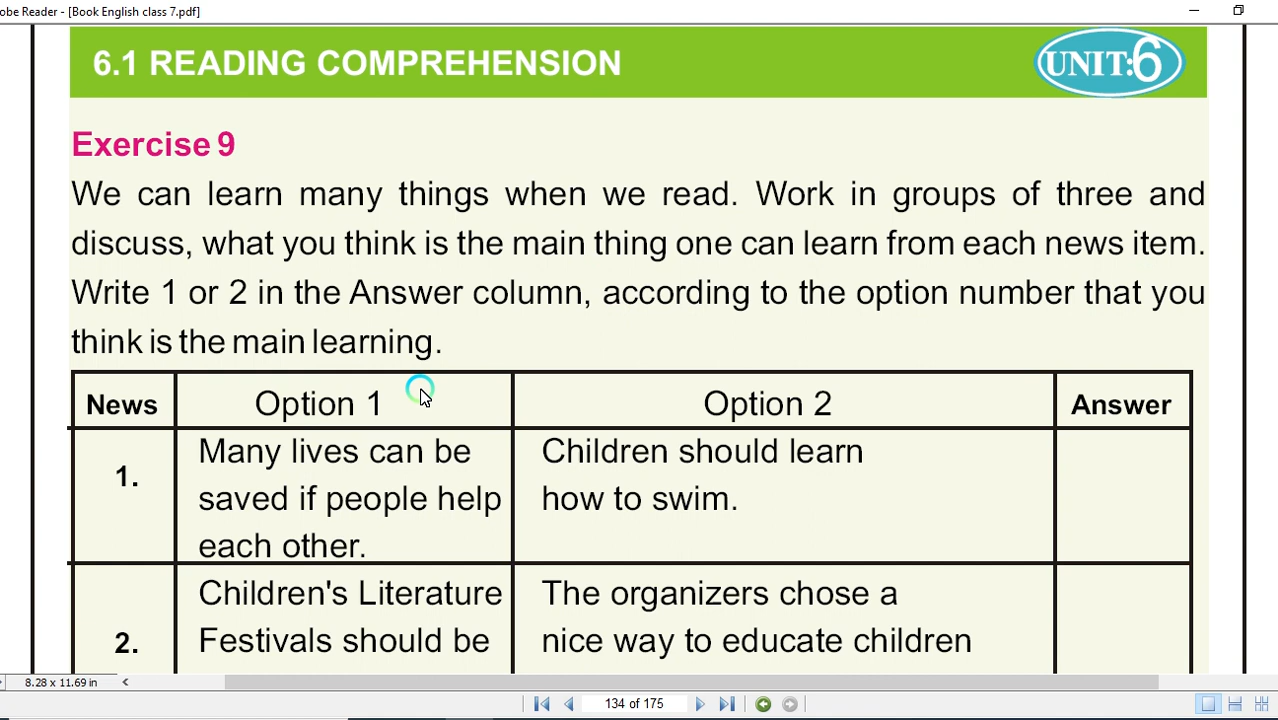 obe Reader - [Book English class 7.pdf]
6.1 READING COMPREHENSION
UNIT:6
Exercise 9
We can learn many things when we read. Work in groups of three and
discuss, what you think is the main thing one can learn from each news item.
Write 1 or 2 in the Answer column, according to the option number that you
think is the main learning.
News Option 1 Option 2 Answer
1.
Many lives can be
saved if people help
each other.
Children should learn
how to swim.
2.
Children's Literature
Festivals should be
The organizers chose a
nice way to educate children
8.28 x 11.69 in
134 of 175